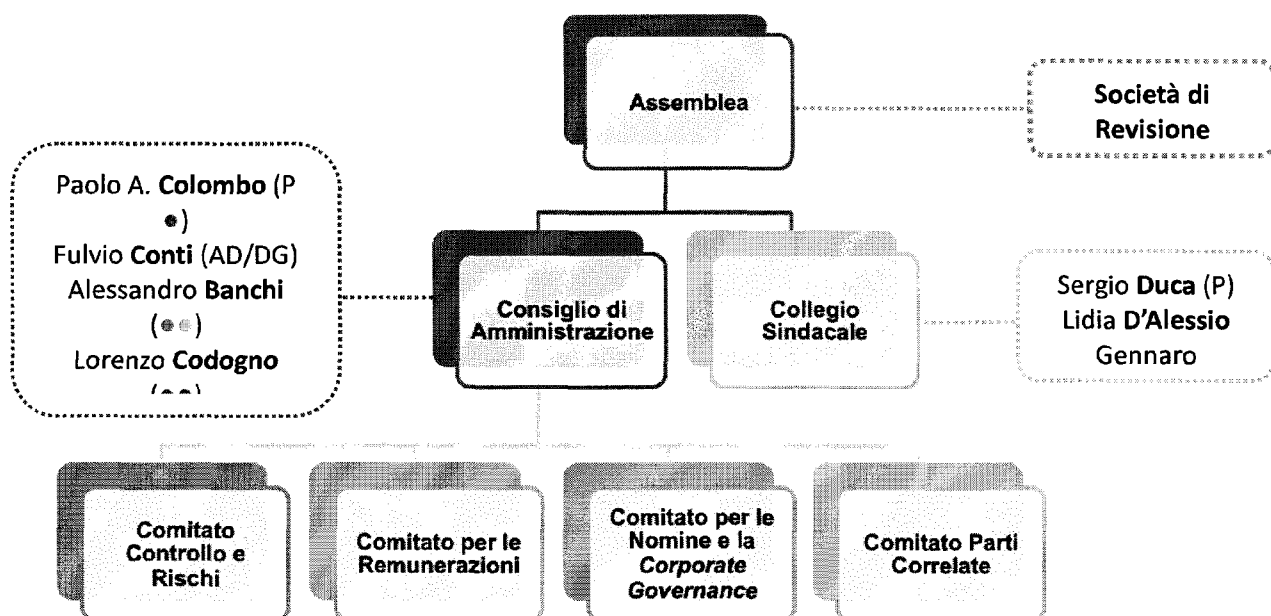 Assemblea
Società di
Revisione
Paolo A. Colombo (P
●)
Fulvio Conti (AD/DG)
Alessandro Banchi
(●●)
Lorenzo Codogno
(●●)
Consiglio di
Amministrazione
Collegio
Sindacale
Sergio Duca (P)
Lidia D'Alessio
Gennaro
Comitato
Controllo e
Rischi
Comitato per le
Remunerazioni
Comitato per le
Nomine e la
Corporate
Governance
Comitato Parti
Correlate